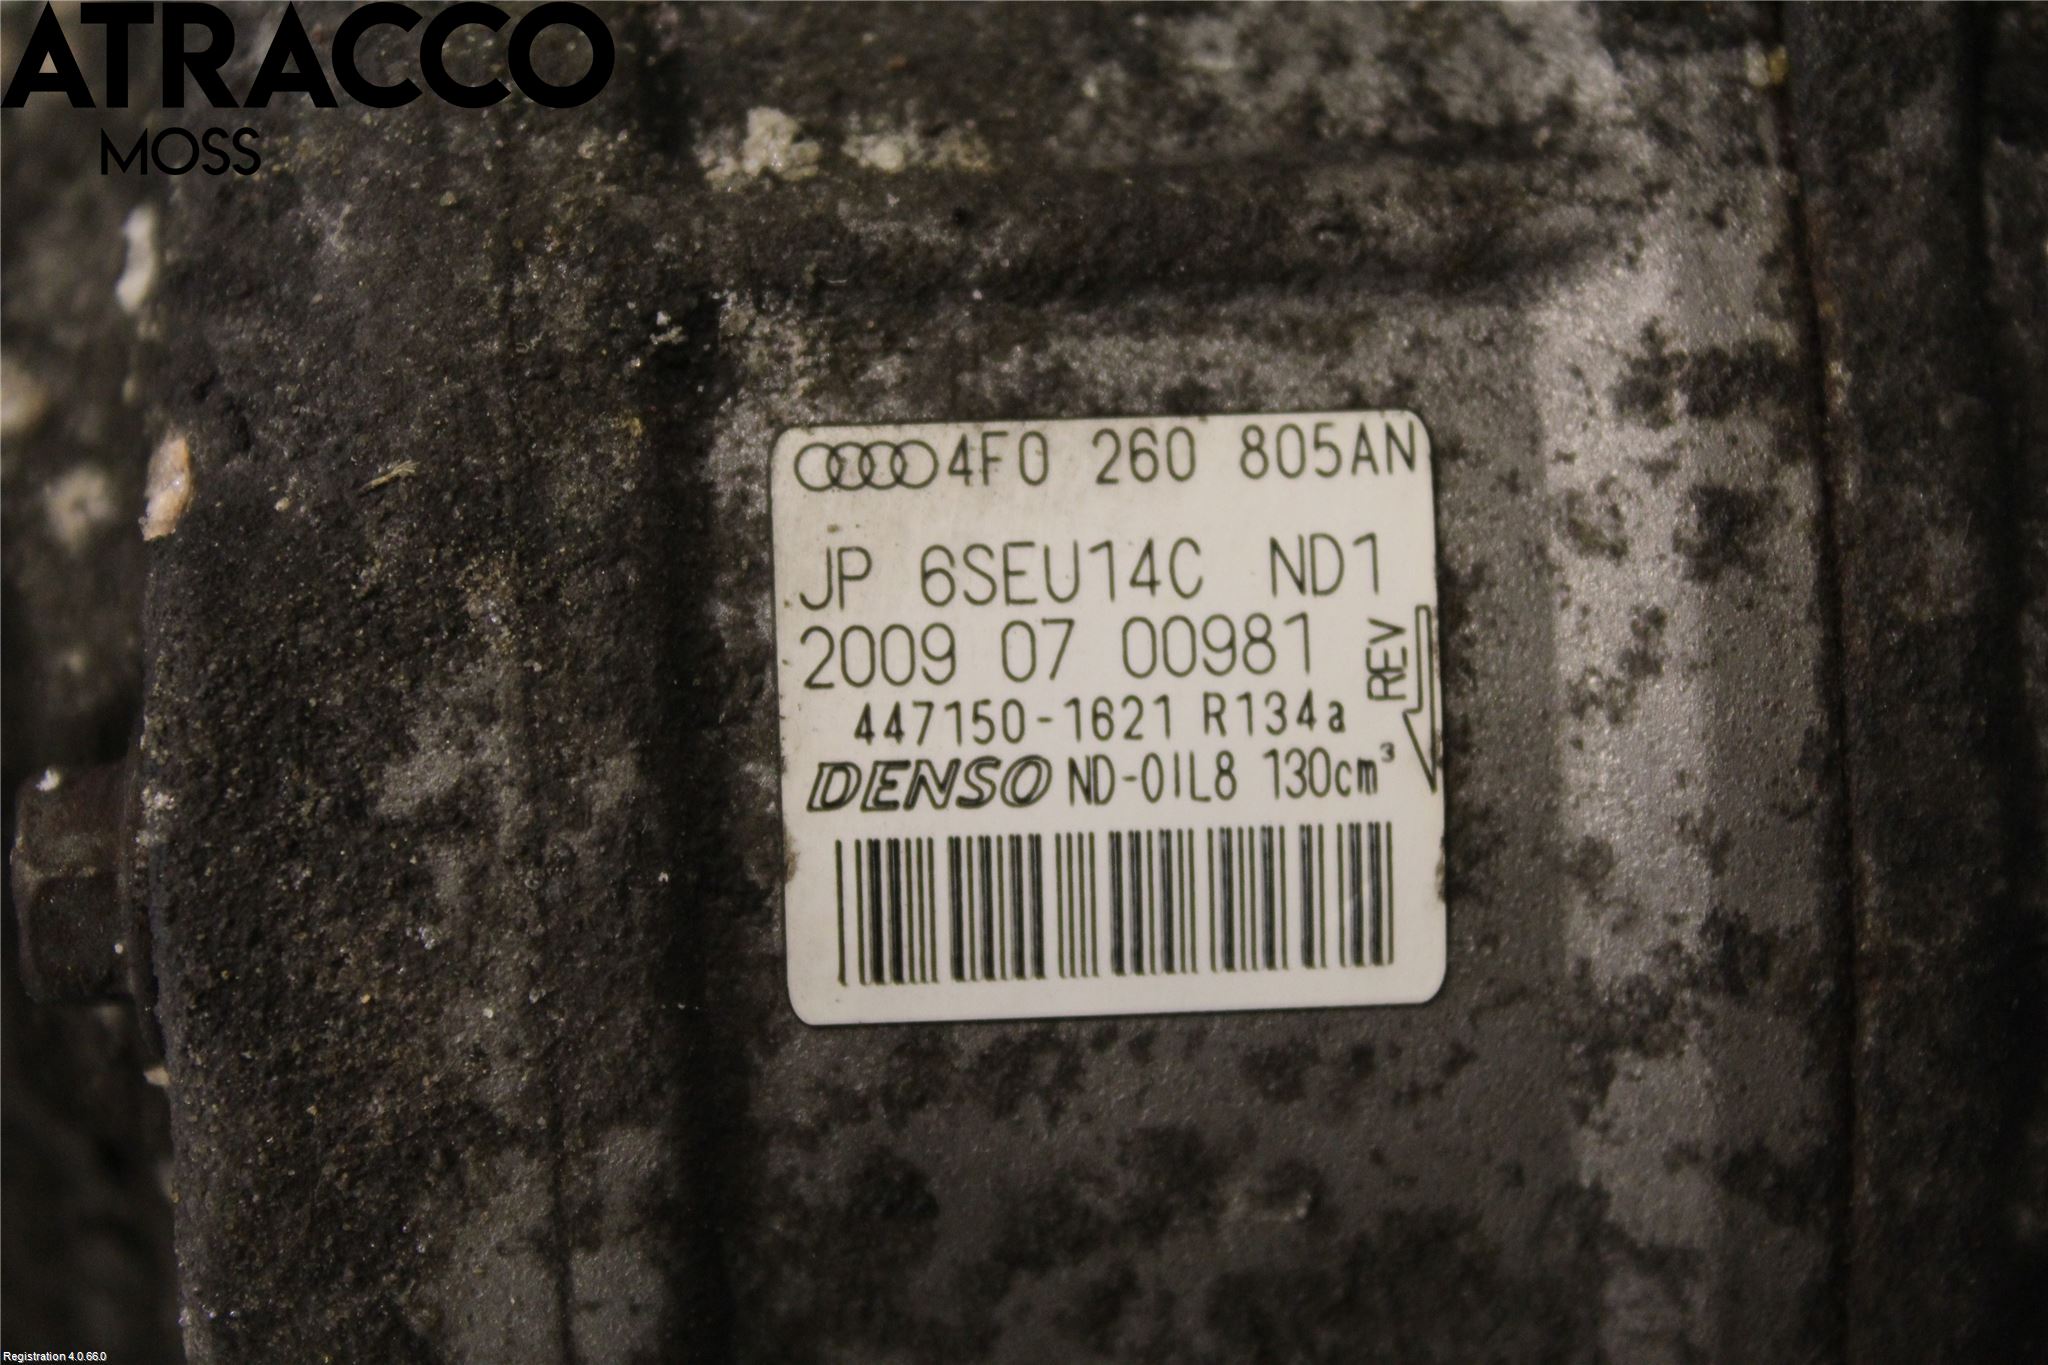 ATRACCO
MOSS
4F0 260 805AN
JP 6SEU14C ND1
2009 07 00981
REV
447150-1621 R134a
DENSO ND-OIL8 130cm³
Registration 4.0.66.0